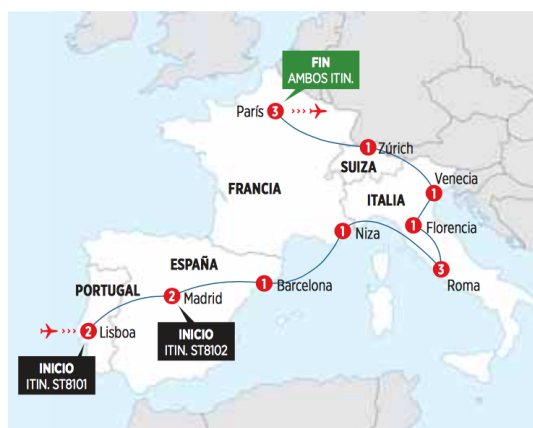 FIN
AMBOS ITIN.
París 3
1 Zúrich
SUIZA
Venecia
1
FRANCIA
ITALIA
1 Florencia
1
Niza
3
Roma
ESPAÑA
1 Barcelona
PORTUGAL
2 Madrid
2 Lisboa
INICIO
ITIN. ST8102
INICIO
ITIN. ST8101